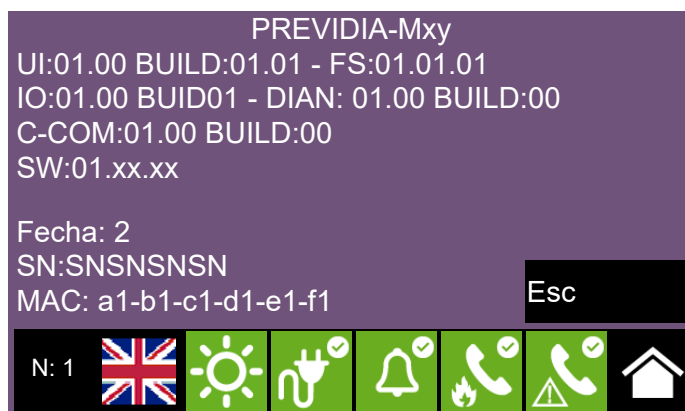 PREVIDIA-Mxy
UI:01.00 BUILD:01.01 - FS:01.01.01
IO:01.00 BUID01 - DIAN: 01.00 BUILD:00
C-COM:01.00 BUILD:00
SW:01.xx.xx
Fecha: 2
SN:SNSNSNSN
MAC: a1-b1-c1-d1-e1-f1
Esc
N: 1